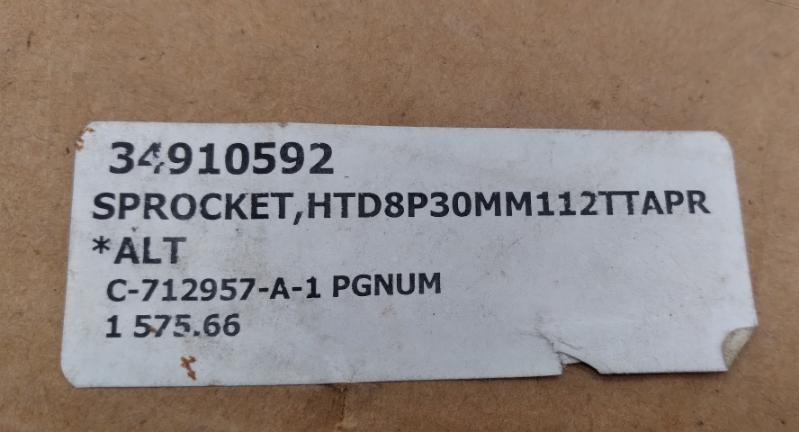 34910592
SPROCKET,HTD8P30MM112TTAPR
*ALT
C-712957-A-1 PGNUM
1 575.66